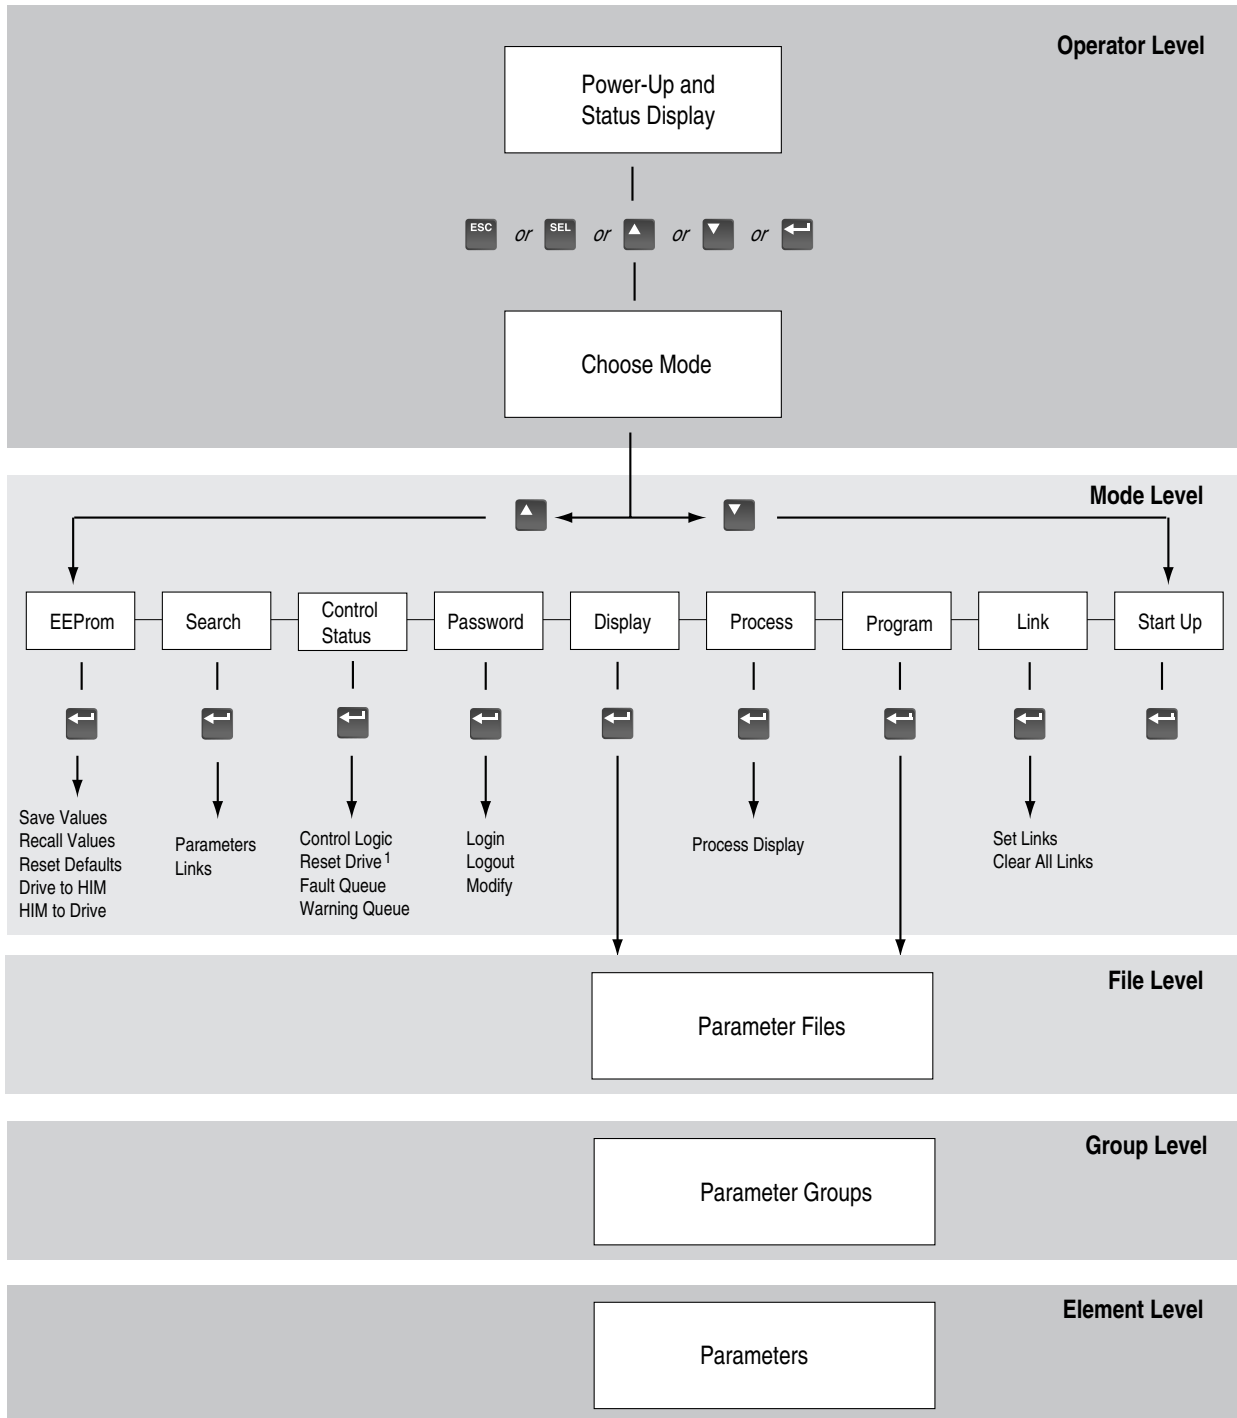 Operator Level
Power-Up and
Status Display
ESC or SEL or or or
Choose Mode
Mode Level
EEProm
Search
Control
Status
Password
Display
Process
Program
Link
Start Up
Save Values
Recall Values
Reset Defaults
Drive to HIM
HIM to Drive
Parameters
Links
Control Logic
Reset Drive 1
Fault Queue
Warning Queue
Login
Logout
Modify
Process Display
Set Links
Clear All Links
File Level
Parameter Files
Group Level
Parameter Groups
Element Level
Parameters